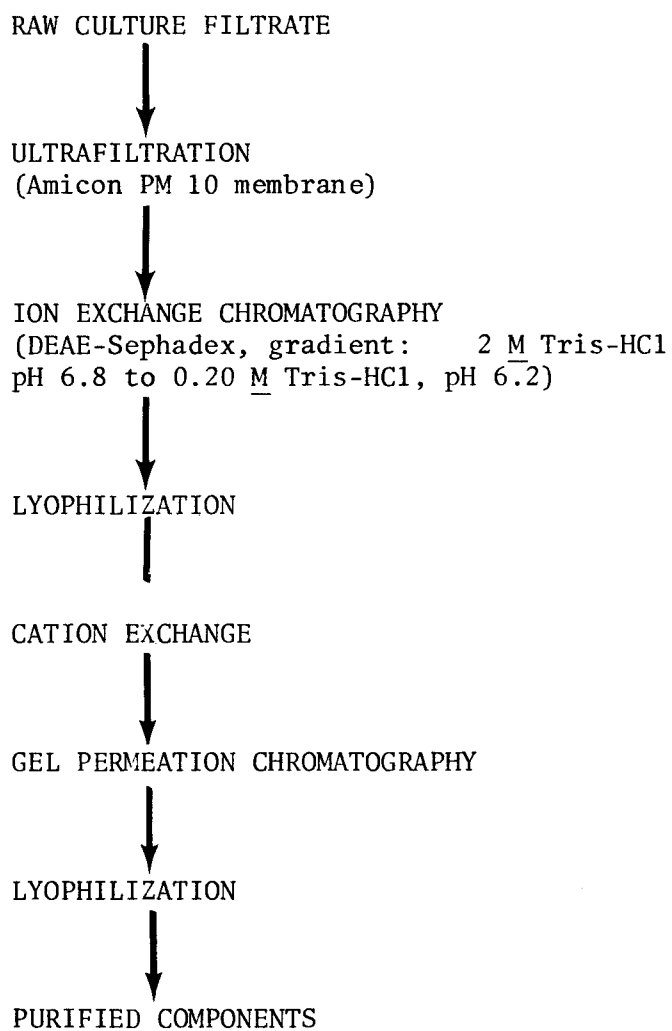 RAW CULTURE FILTRATE
ULTRAFILTRATION
(Amicon PM 10 membrane)
ION EXCHANGE CHROMATOGRAPHY
(DEAE-Sephadex, gradient: 2 M Tris-HCl
pH 6.8 to 0.20 M Tris-HCl, pH 6.2)
LYOPHILIZATION
CATION EXCHANGE
GEL PERMEATION CHROMATOGRAPHY
LYOPHILIZATION
PURIFIED COMPONENTS